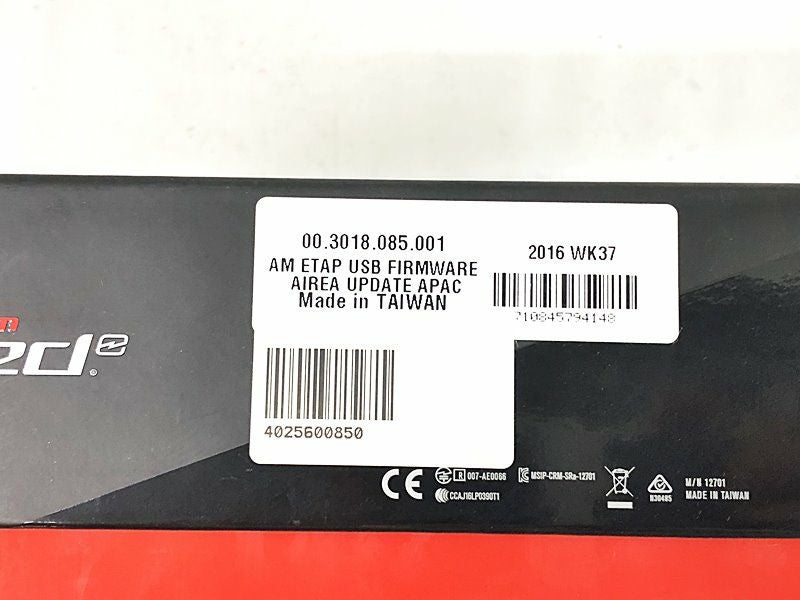 00.3018.085.001
AM ETAP USB FIRMWARE
AIREA UPDATE APAC
Made in TAIWAN
2016 WK37
710845794148
4025600850
CE
R 007-AE0066
MSIP-CRM-SRa-12701
CCAJ16LP0390T1
N30485
M/N 12701
MADE IN TAIWAN